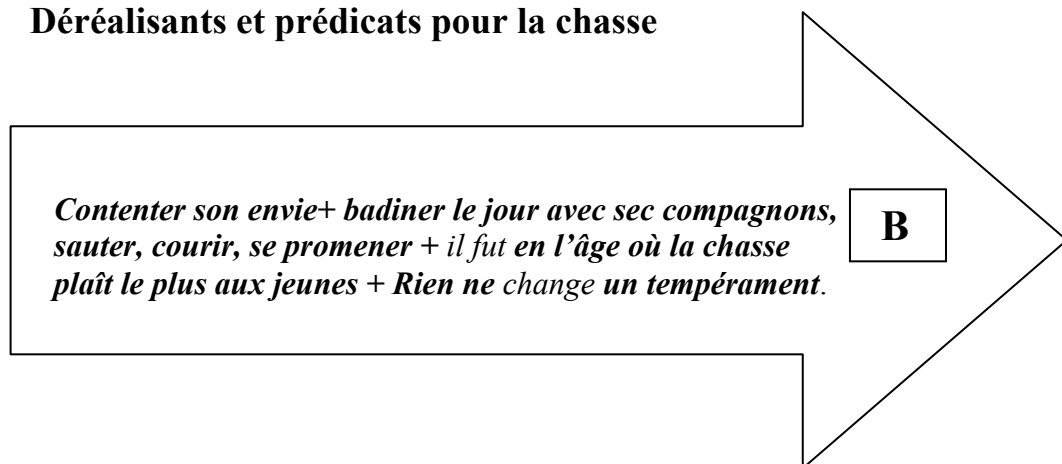 Déréalisants et prédicats pour la chasse
Contenter son envie+ badiner le jour avec sec compagnons,
sauter, courir, se promener + il fut en l’âge où la chasse
plaît le plus aux jeunes + Rien ne change un tempérament.
B